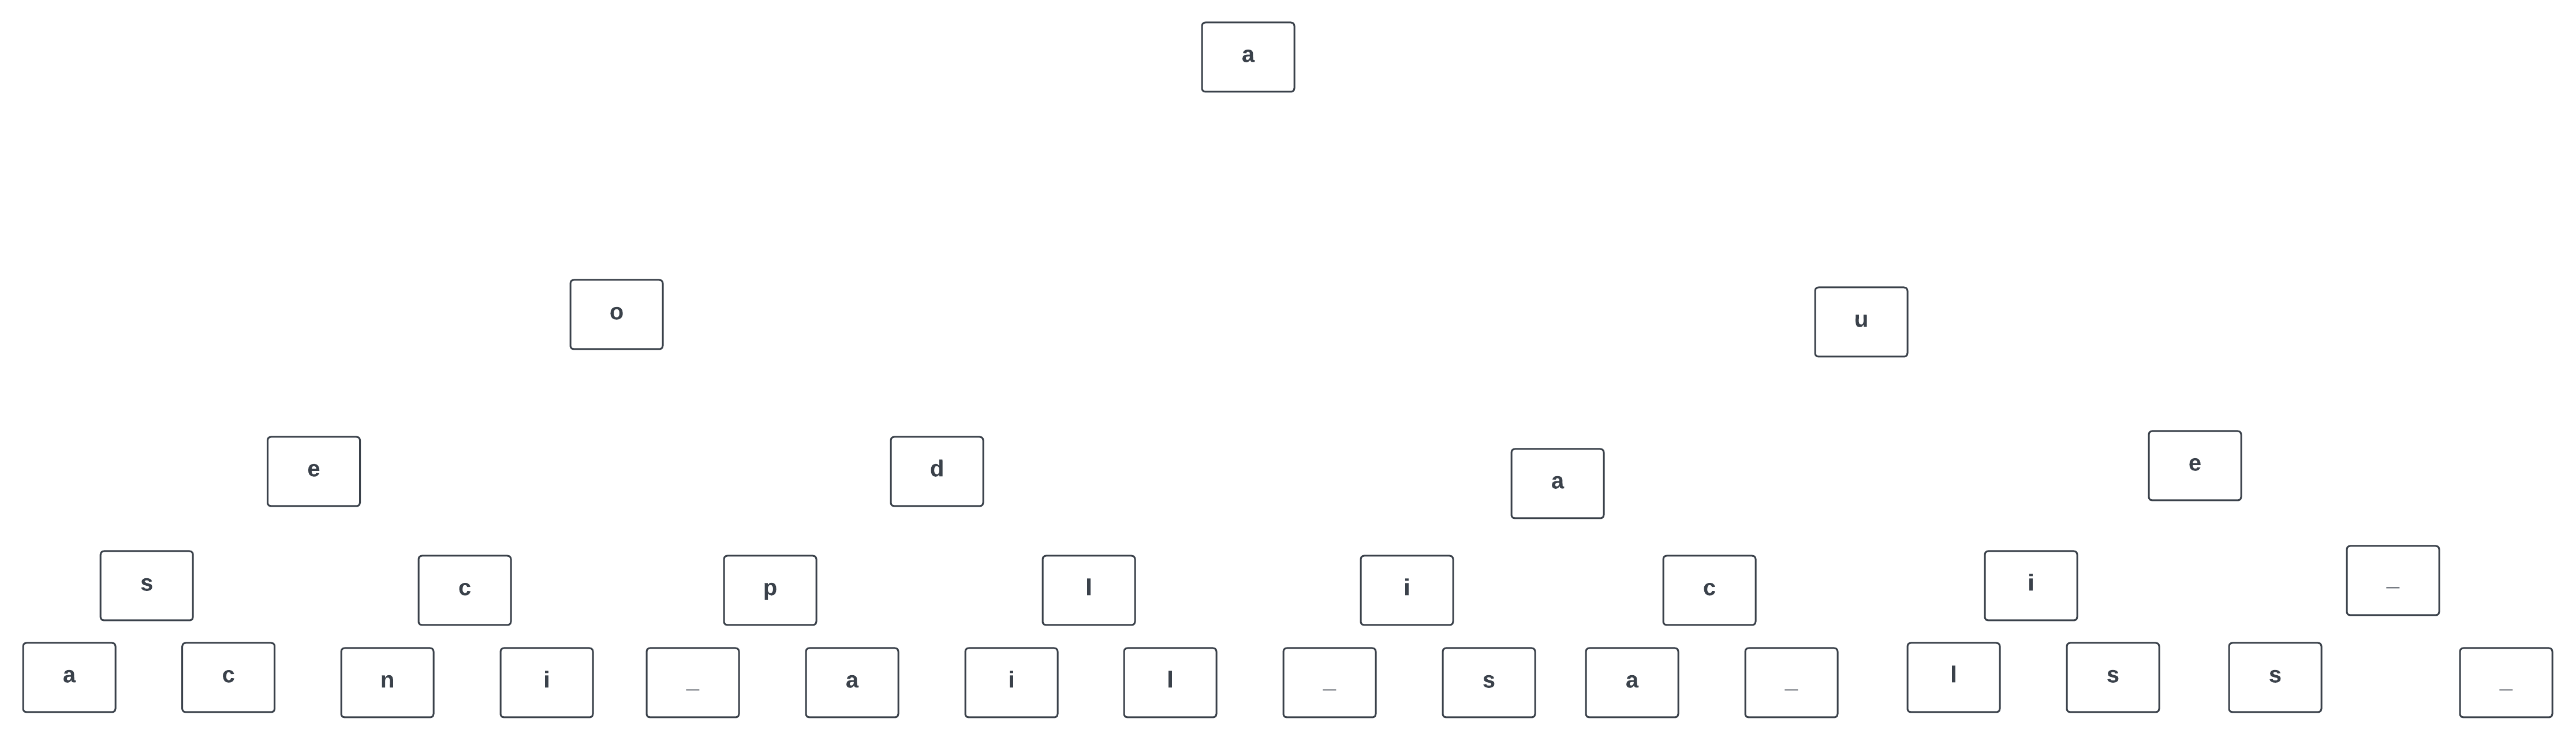 a
o u
e d a e
s c p l i c i _
a c n i _ a i l _ s a _ l s s _